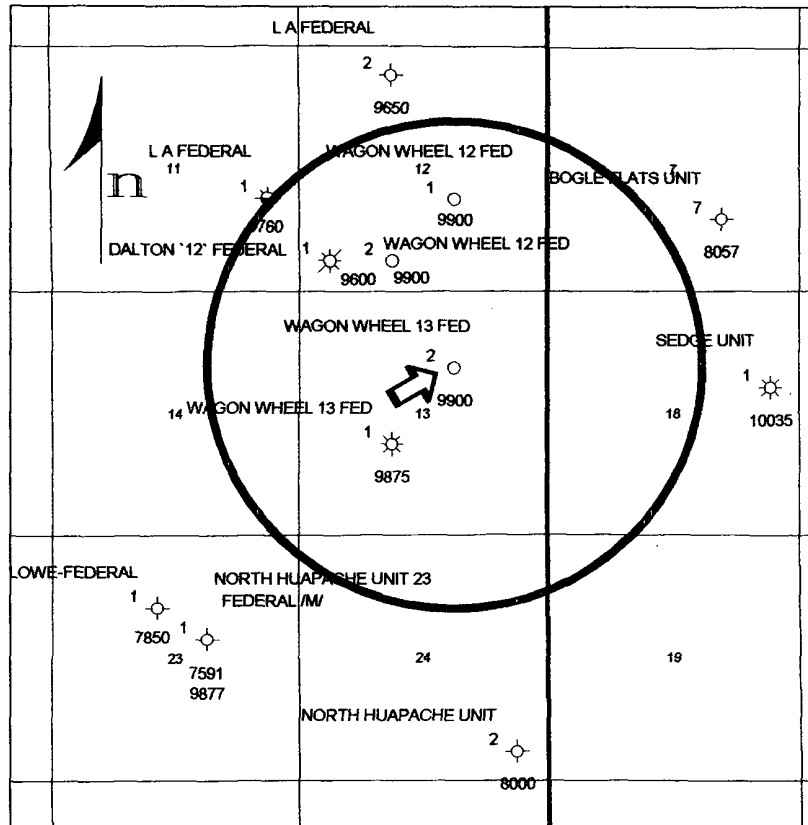 L A FEDERAL
2
9650
L A FEDERAL
11
WAGON WHEEL 12 FED
12
7
n
1
1
BOGLE FLATS UNIT
9760
9900
7
DALTON `12` FEDERAL
1
2
WAGON WHEEL 12 FED
8057
9600
9900
WAGON WHEEL 13 FED
SEDGE UNIT
2
1
9900
14
WAGON WHEEL 13 FED
13
18
10035
1
9875
LOWE-FEDERAL
NORTH HUAPACHE UNIT 23
FEDERAL /M/
1
1
7850
23
7591
9877
24
19
NORTH HUAPACHE UNIT
2
8000